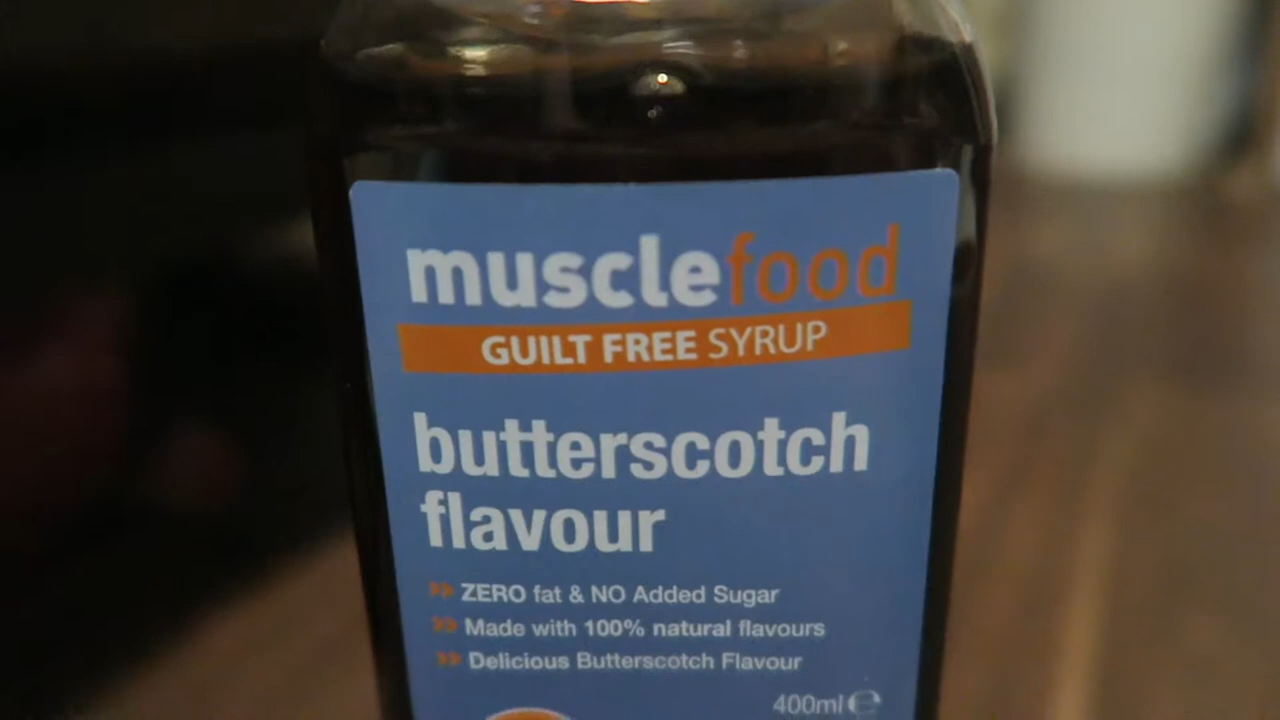 musclefood
GUILT FREE SYRUP
butterscotch
flavour
ZERO fat & NO Added Sugar
Made with 100% natural flavours
Delicious Butterscotch Flavour
400ml ℮